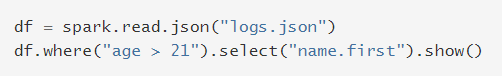 df = spark.read.json("logs.json")
df.where("age > 21").select("name.first").show()